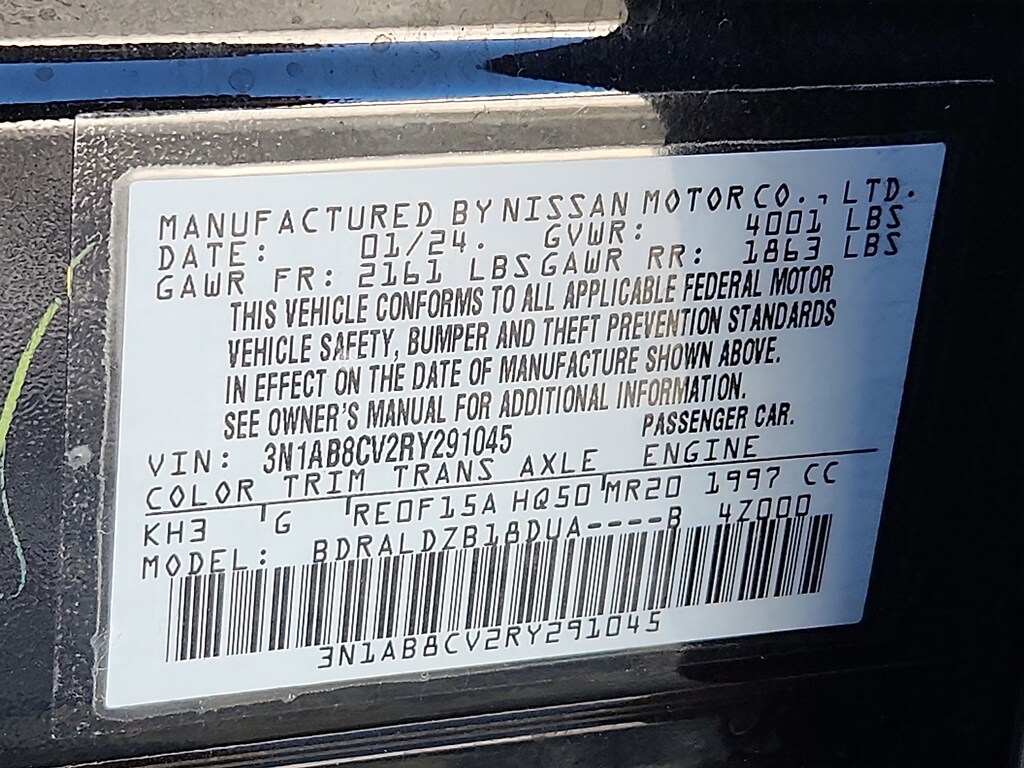 MANUFACTURED BY NISSAN MOTOR CO., LTD.
DATE: 01/24. GVWR: 4001 LBS
GAWR FR: 2161 LBS GAWR RR: 1863 LBS
THIS VEHICLE CONFORMS TO ALL APPLICABLE FEDERAL MOTOR
VEHICLE SAFETY, BUMPER AND THEFT PREVENTION STANDARDS
IN EFFECT ON THE DATE OF MANUFACTURE SHOWN ABOVE.
SEE OWNER'S MANUAL FOR ADDITIONAL INFORMATION.
VIN: 3N1AB8CV2RY291045 PASSENGER CAR.
COLOR TRIM TRANS AXLE ENGINE
KH3 G RE0F15A HQ50 MR20 1997 CC
MODEL: BDRALDZB18DUA----B 4Z000
3N1AB8CV2RY291045